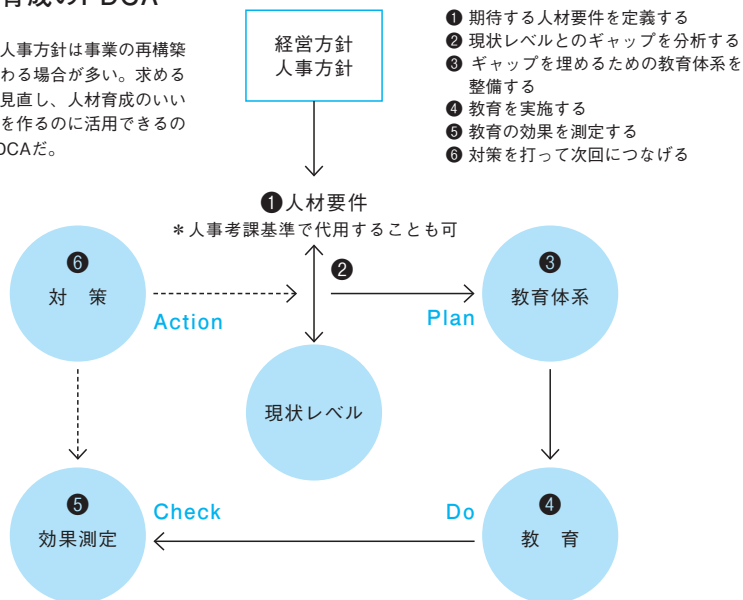 育成のPDCA
人事方針は事業の再構築
わる場合が多い。求める
見直し、人材育成のいい
を作るのに活用できるの
DCAだ。
経営方針
人事方針
❶ 期待する人材要件を定義する
❷ 現状レベルとのギャップを分析する
❸ ギャップを埋めるための教育体系を
整備する
❹ 教育を実施する
❺ 教育の効果を測定する
❻ 対策を打って次回につなげる
❶人材要件
＊人事考課基準で代用することも可
❻
対　策
❷
❸
教育体系
Action
Plan
現状レベル
❺
効果測定
Check
Do
❹
教　育